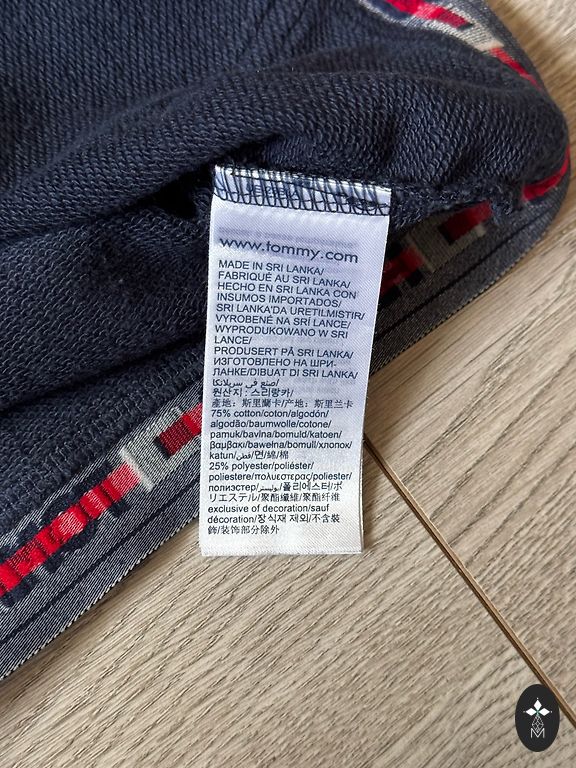 www.tommy.com
MADE IN SRI LANKA/
FABRIQUÉ AU SRI LANKA/
HECHO EN SRI LANKA CON
INSUMOS IMPORTADOS/
SRI LANKA'DA URETILMISTIR/
VYROBENÉ NA SRÍ LANCE/
WYPRODUKOWANO W SRI
LANCE/
PRODUSERT PÅ SRI LANKA/
ИЗГОТОВЛЕНО НА ШРИ-
ЛАНКЕ/DIBUAT DI SRI LANKA/
صنع في سريلانكا/
원산지 : 스리랑카/
產地: 斯里蘭卡/产地: 斯里兰卡
75% cotton/coton/algodón/
algodão/baumwolle/cotone/
pamuk/bavlna/bomuld/katoen/
βαμβακι/bawełna/bomull/хлопок/
katun/قطن/면/綿/棉
25% polyester/poliéster/
poliestere/πολυεστερας/poliester/
полиэстер/بوليستر/폴리에스터/ポ
リエステル/聚酯纖維/聚酯纤维
exclusive of decoration/sauf
décoration/장식재 제외/不含裝
飾/装饰部分除外
M